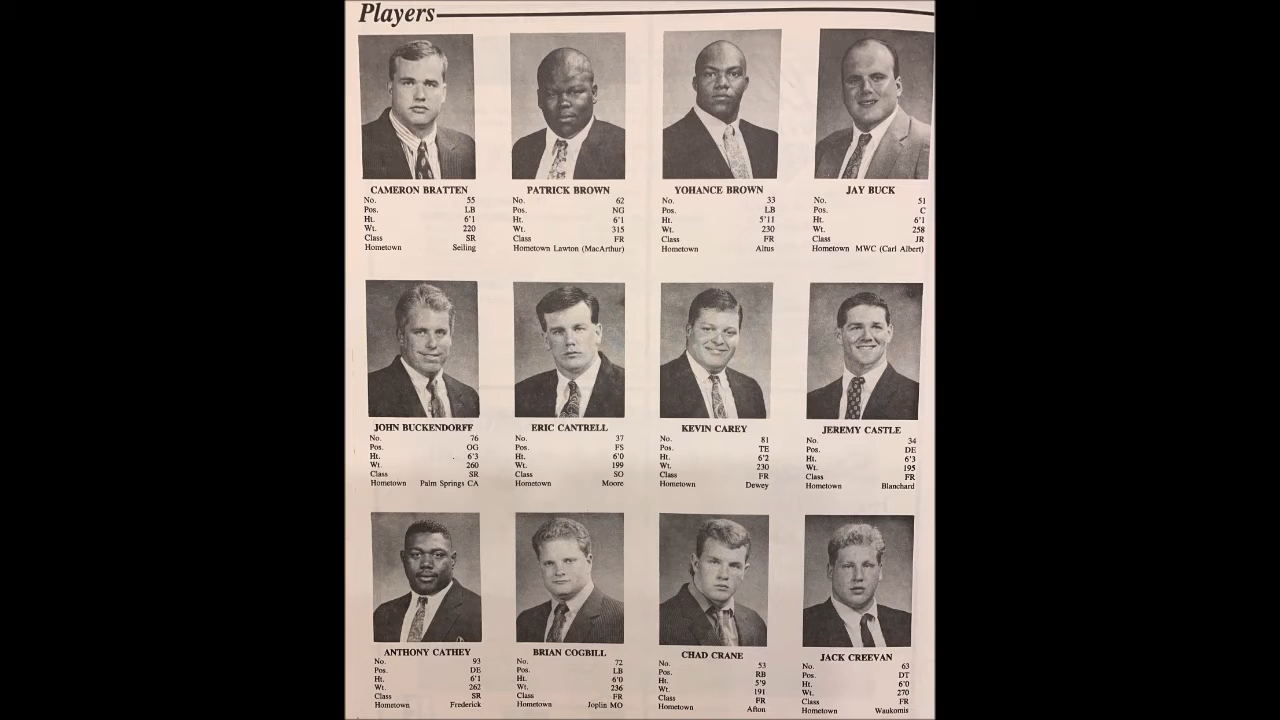 Players
CAMERON BRATTEN
No. 55
Pos. LB
Ht. 6'1
Wt. 220
Class SR
Hometown Seiling
PATRICK BROWN
No. 62
Pos. NG
Ht. 6'1
Wt. 315
Class FR
Hometown Lawton (MacArthur)
YOHANCE BROWN
No. 33
Pos. LB
Ht. 5'11
Wt. 230
Class FR
Hometown Altus
JAY BUCK
No. 51
Pos. C
Ht. 6'1
Wt. 258
Class JR
Hometown MWC (Carl Albert)
JOHN BUCKENDORFF
No. 76
Pos. OG
Ht. 6'3
Wt. 260
Class SR
Hometown Palm Springs CA
ERIC CANTRELL
No. 37
Pos. FS
Ht. 6'0
Wt. 199
Class SO
Hometown Moore
KEVIN CAREY
No. 81
Pos. TE
Ht. 6'2
Wt. 230
Class FR
Hometown Dewey
JEREMY CASTLE
No. 34
Pos. DE
Ht. 6'3
Wt. 195
Class FR
Hometown Blanchard
ANTHONY CATHEY
No. 93
Pos. DE
Ht. 6'1
Wt. 262
Class SR
Hometown Frederick
BRIAN COGBILL
No. 72
Pos. LB
Ht. 6'0
Wt. 236
Class FR
Hometown Joplin MO
CHAD CRANE
No. 53
Pos. RB
Ht. 5'9
Wt. 191
Class FR
Hometown Afton
JACK CREEVAN
No. 63
Pos. DT
Ht. 6'0
Wt. 270
Class FR
Hometown Waukomis